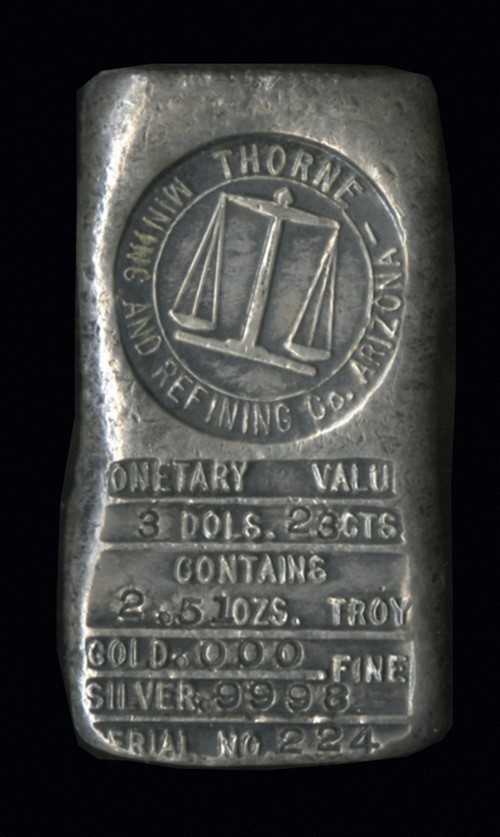 THORNE - ARIZONA
MINING AND REFINING Co.
ONETARY VALU
3 DOLS. 23CTS.
CONTAINS
2.51OZS. TROY
GOLD..000 FINE
SILVER.9998
ERIAL NO.224